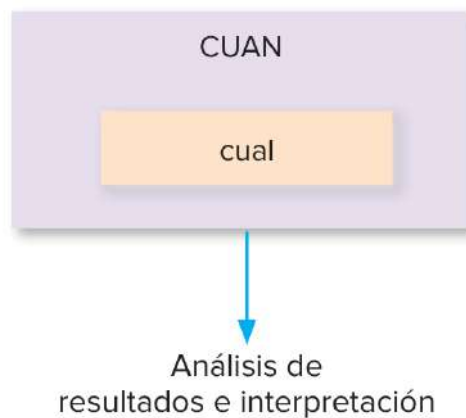 CUAN
cual
Análisis de
resultados e interpretación